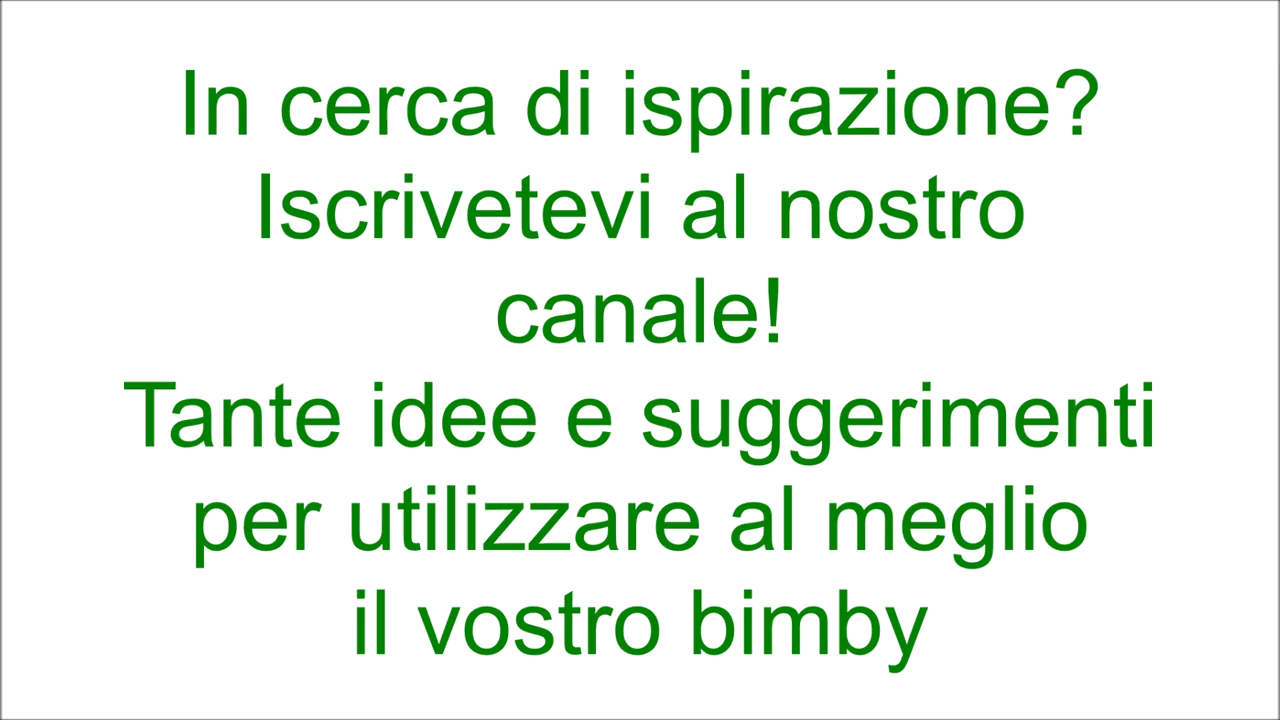 In cerca di ispirazione?
Iscrivetevi al nostro
canale!
Tante idee e suggerimenti
per utilizzare al meglio
il vostro bimby